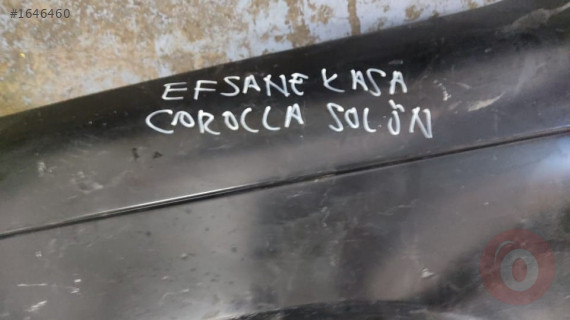 #1646460
EFSANE KASA
COROLLA SOL ÖN